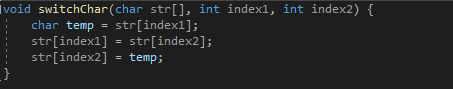 void switchChar(char str[], int index1, int index2) {
    char temp = str[index1];
    str[index1] = str[index2];
    str[index2] = temp;
}